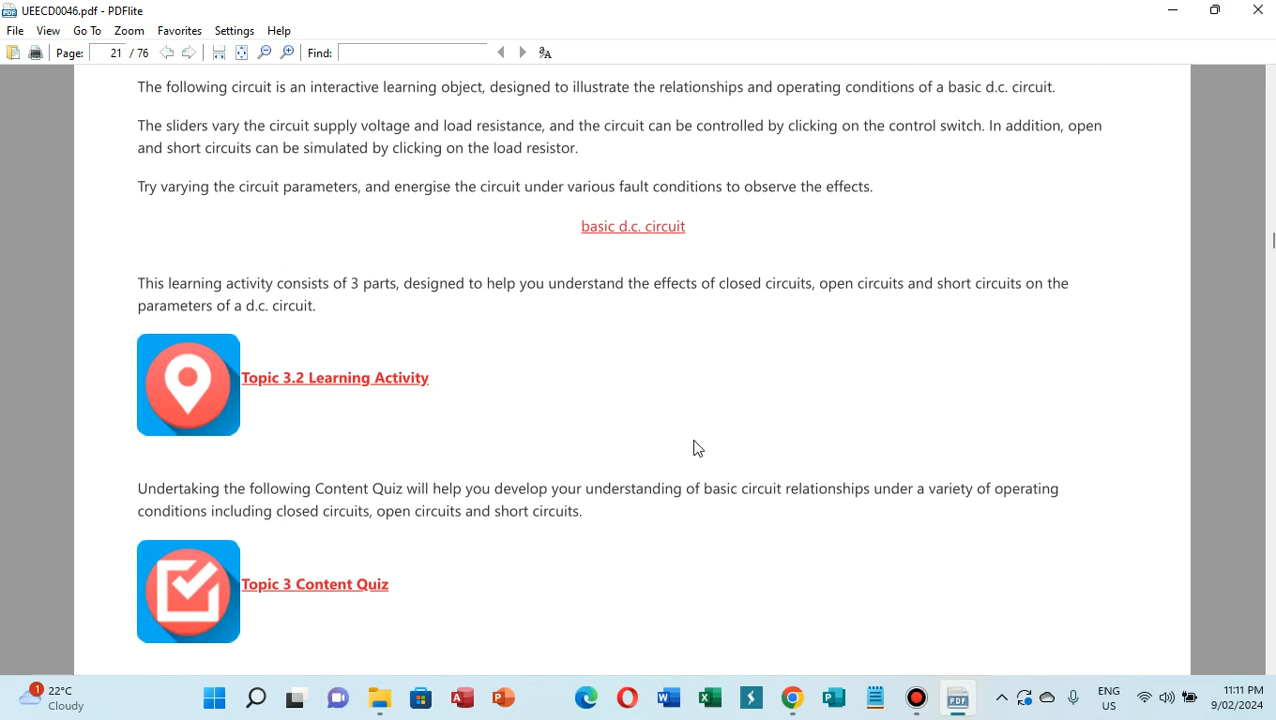 UEECD0046.pdf - PDFlite
File View Go To Zoom Favorites Settings Help
Page: 21 / 76 Find:
The following circuit is an interactive learning object, designed to illustrate the relationships and operating conditions of a basic d.c. circuit.
The sliders vary the circuit supply voltage and load resistance, and the circuit can be controlled by clicking on the control switch. In addition, open
and short circuits can be simulated by clicking on the load resistor.
Try varying the circuit parameters, and energise the circuit under various fault conditions to observe the effects.
basic d.c. circuit
This learning activity consists of 3 parts, designed to help you understand the effects of closed circuits, open circuits and short circuits on the
parameters of a d.c. circuit.
Topic 3.2 Learning Activity
Undertaking the following Content Quiz will help you develop your understanding of basic circuit relationships under a variety of operating
conditions including closed circuits, open circuits and short circuits.
Topic 3 Content Quiz
1
22°C
Cloudy
ENG
US
11:11 PM
9/02/2024